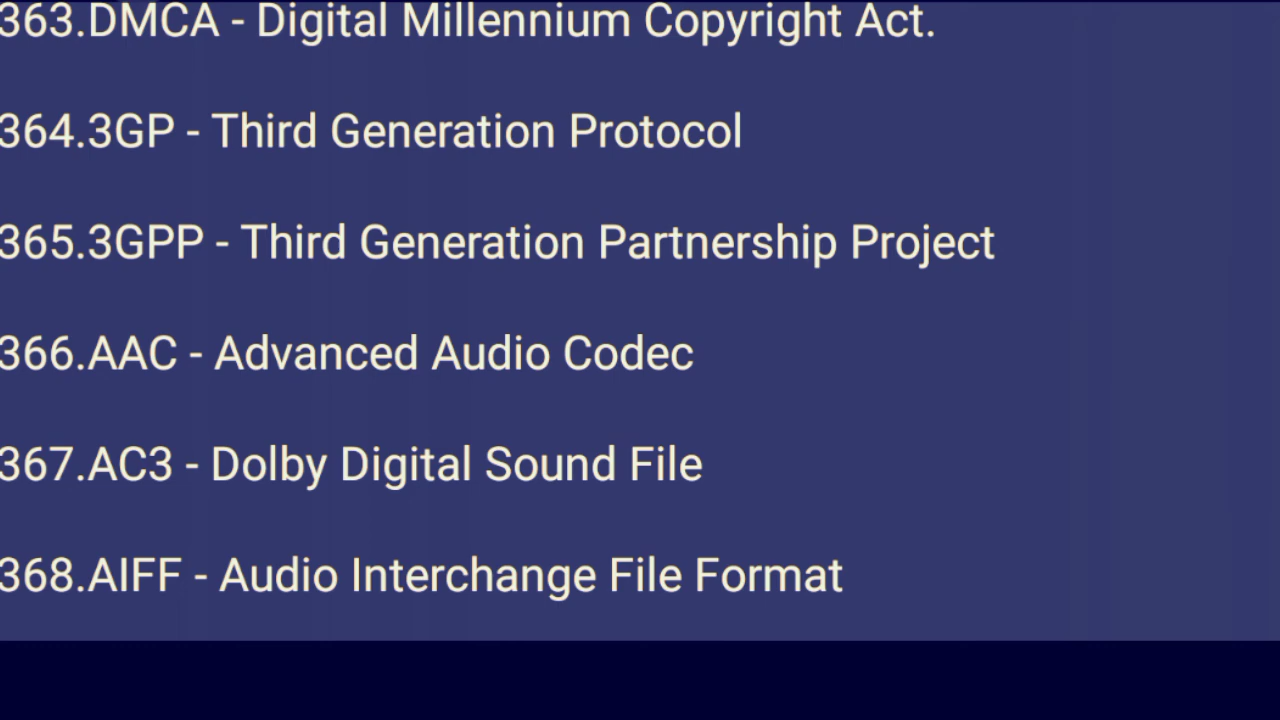 363.DMCA - Digital Millennium Copyright Act.
364.3GP - Third Generation Protocol
365.3GPP - Third Generation Partnership Project
366.AAC - Advanced Audio Codec
367.AC3 - Dolby Digital Sound File
368.AIFF - Audio Interchange File Format